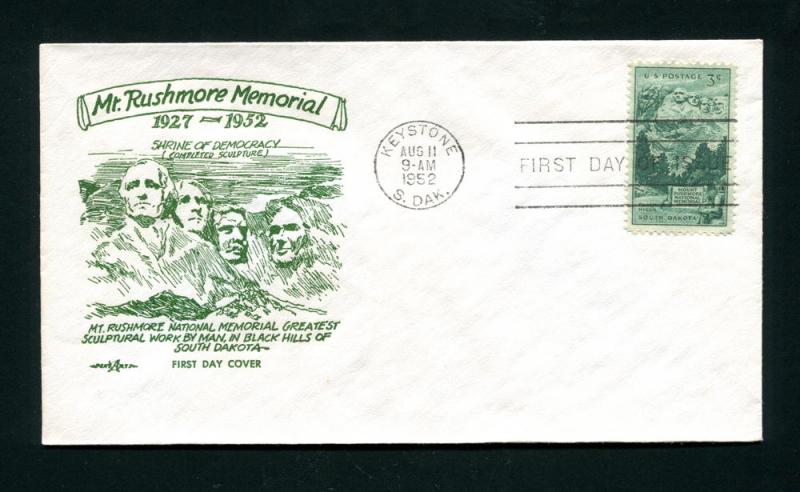 Mt. Rushmore Memorial
1927 — 1952
SHRINE OF DEMOCRACY
(COMPLETED SCULPTURE)
MT. RUSHMORE NATIONAL MEMORIAL GREATEST
SCULPTURAL WORK BY MAN, IN BLACK HILLS OF
SOUTH DAKOTA
PENT ARTS
FIRST DAY COVER
KEYSTONE
AUG 11
9-AM
1952
S. DAK.
FIRST DAY OF ISSUE
U.S. POSTAGE 3¢
MOUNT
RUSHMORE
NATIONAL
MEMORIAL
SOUTH DAKOTA